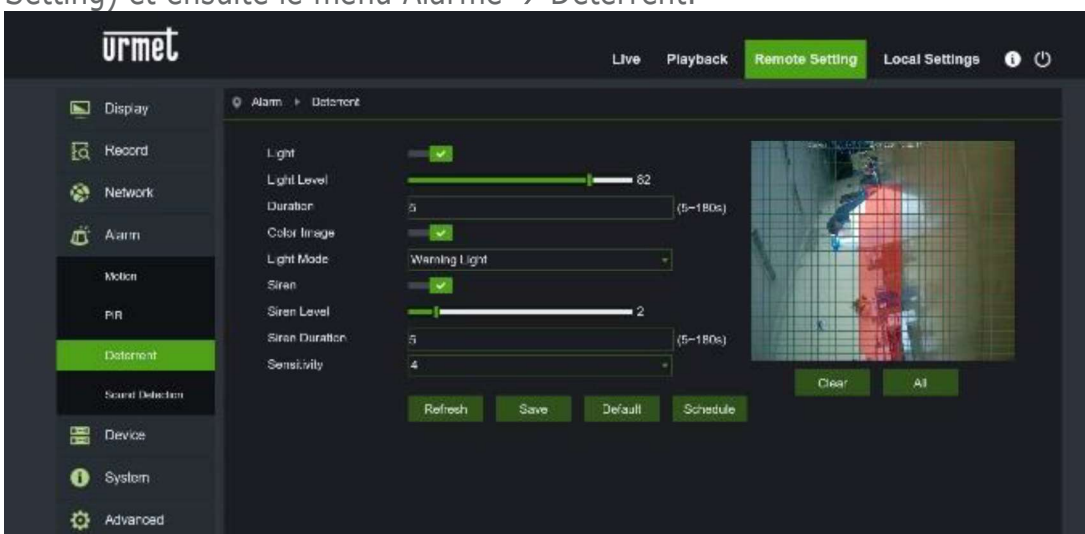 Setting) et ensuite le menu Alarme → Deterrent.
urmet
Live Playback Remote Setting Local Settings
Display
Alarm Deterrent
Record
Network
Alarm
Motion
PIR
Deterrent
Sound Detection
Device
System
Advanced
Light
Light Level 82
Duration 5 (5~180s)
Color Image
Light Mode Warning Light
Siren
Siren Level 2
Siren Duration 5 (5~180s)
Sensitivity 4
Refresh Save Default Schedule
Clear All